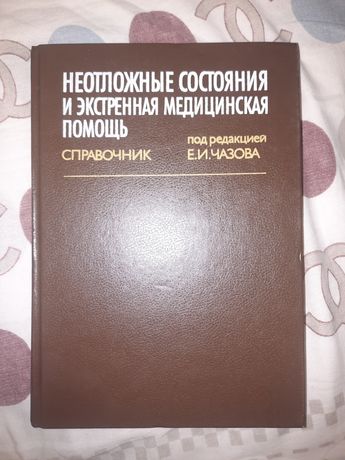 НЕОТЛОЖНЫЕ СОСТОЯНИЯ
И ЭКСТРЕННАЯ МЕДИЦИНСКАЯ
ПОМОЩЬ
СПРАВОЧНИК
под редакцией
Е.И.ЧАЗОВА